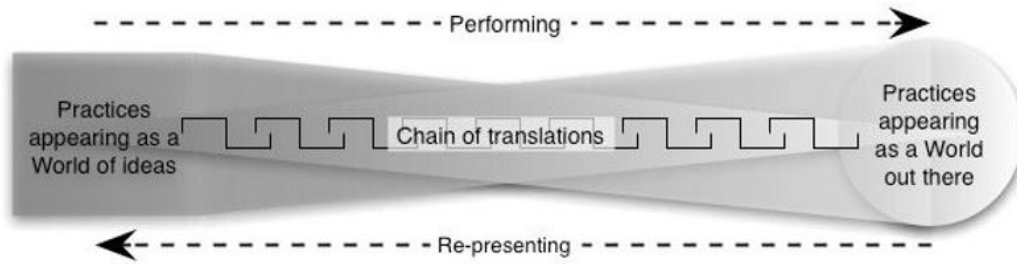 Performing
Practices
appearing as a
World of ideas
Chain of translations
Practices
appearing
as a World
out there
Re-presenting